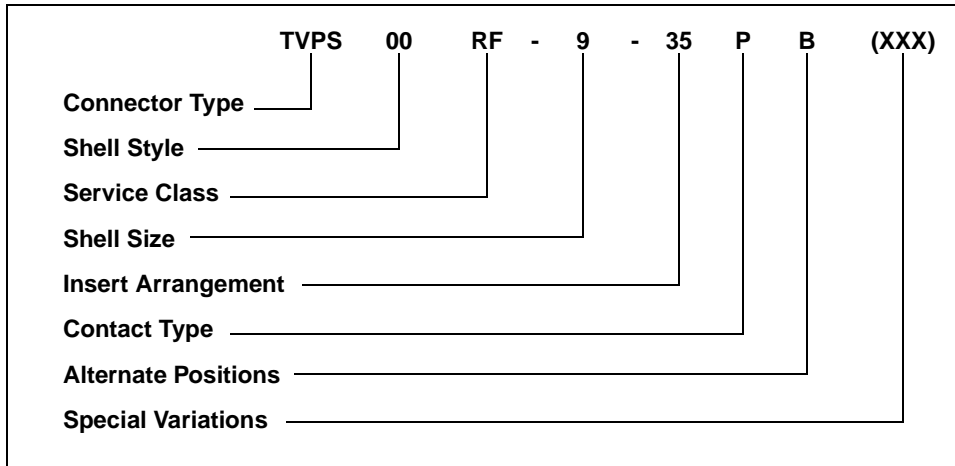 TVPS 00 RF - 9 - 35 P B (XXX)
Connector Type
Shell Style
Service Class
Shell Size
Insert Arrangement
Contact Type
Alternate Positions
Special Variations